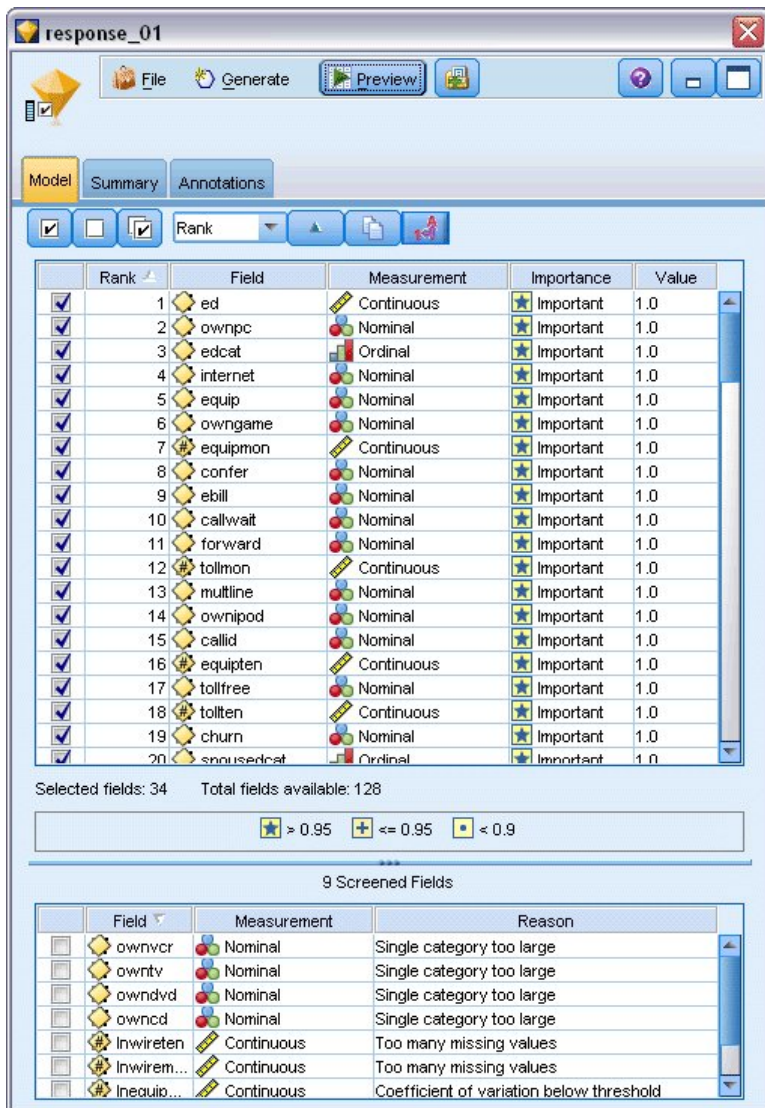 response_01
File Generate Preview
Model Summary Annotations
Rank
Rank Field Measurement Importance Value
1 ed Continuous Important 1.0
2 ownpc Nominal Important 1.0
3 edcat Ordinal Important 1.0
4 internet Nominal Important 1.0
5 equip Nominal Important 1.0
6 owngame Nominal Important 1.0
7 equipmon Continuous Important 1.0
8 confer Nominal Important 1.0
9 ebill Nominal Important 1.0
10 callwait Nominal Important 1.0
11 forward Nominal Important 1.0
12 tollmon Continuous Important 1.0
13 multline Nominal Important 1.0
14 ownipod Nominal Important 1.0
15 callid Nominal Important 1.0
16 equipten Continuous Important 1.0
17 tollfree Nominal Important 1.0
18 tollten Continuous Important 1.0
19 churn Nominal Important 1.0
20 spousedcat Ordinal Important 1.0
Selected fields: 34 Total fields available: 128
> 0.95 <= 0.95 < 0.9
9 Screened Fields
Field Measurement Reason
ownvcr Nominal Single category too large
owntv Nominal Single category too large
owndvd Nominal Single category too large
owncd Nominal Single category too large
lnwireten Continuous Too many missing values
lnwirem... Continuous Too many missing values
lnequip... Continuous Coefficient of variation below threshold